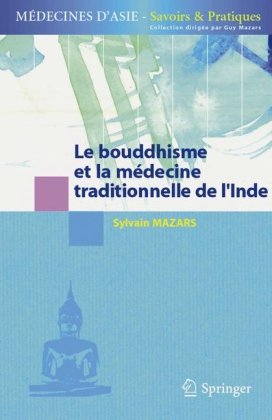 MÉDECINES D'ASIE - Savoirs & Pratiques
Collection dirigée par Guy Mazars
Le bouddhisme
et la médecine
traditionnelle de l'Inde
Sylvain MAZARS
Springer